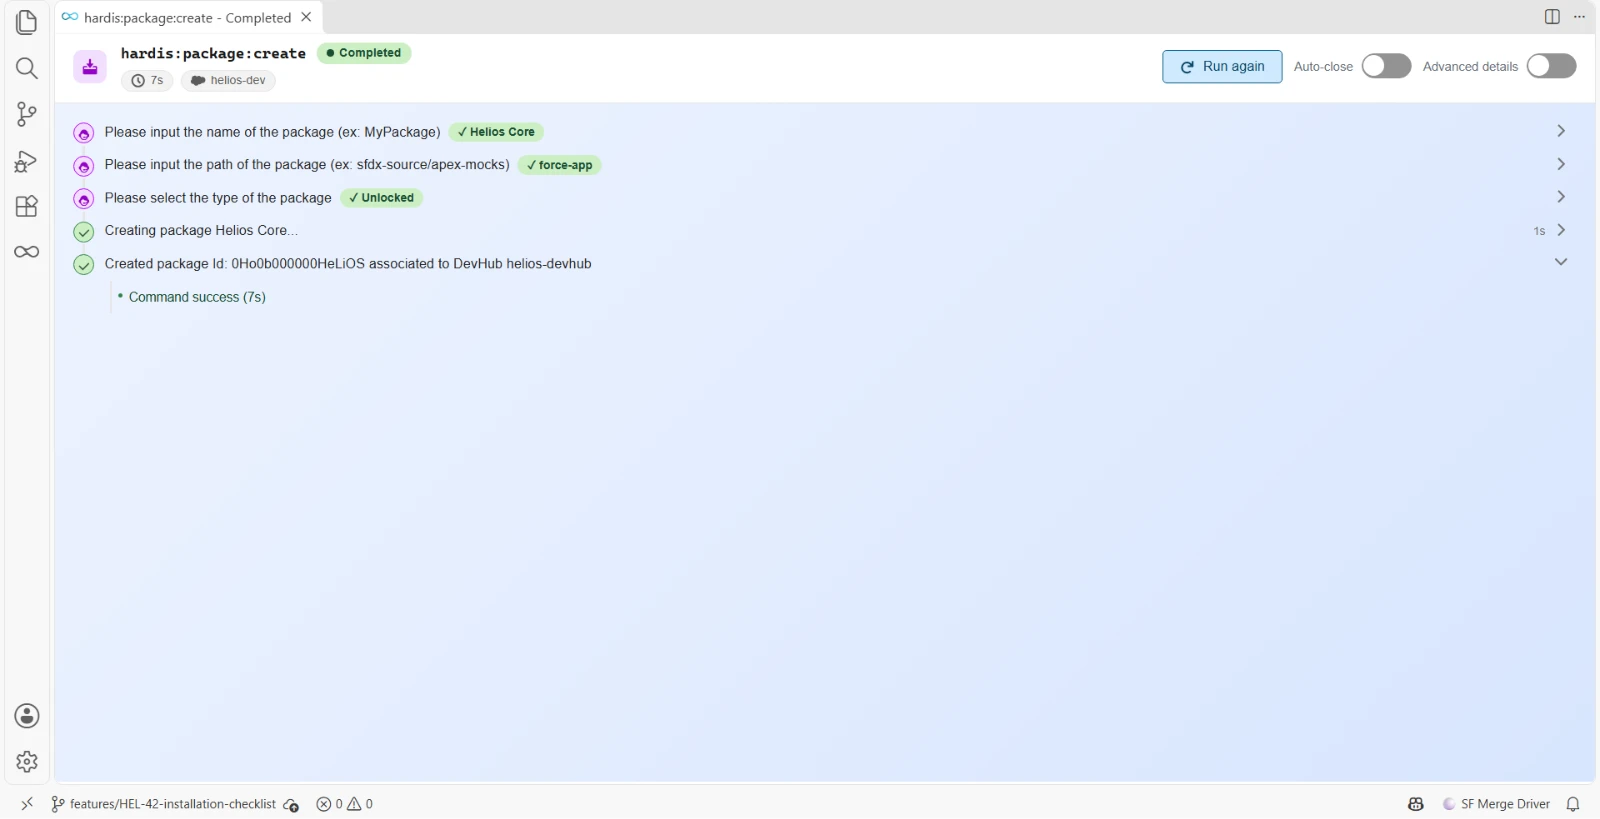 hardis:package:create - Completed
hardis:package:create
Completed
7s
helios-dev
Run again
Auto-close
Advanced details
Please input the name of the package (ex: MyPackage)
✓ Helios Core
Please input the path of the package (ex: sfdx-source/apex-mocks)
✓ force-app
Please select the type of the package
✓ Unlocked
Creating package Helios Core...
1s
Created package Id: 0Ho0b000000HeLiOS associated to DevHub helios-devhub
• Command success (7s)
features/HEL-42-installation-checklist
0
0
SF Merge Driver